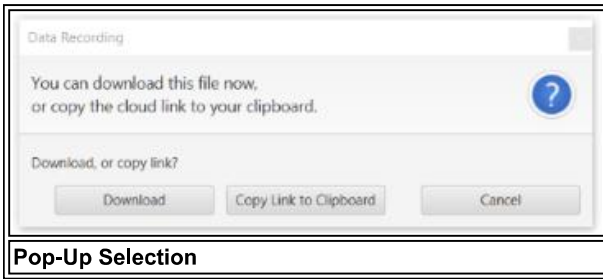 Data Recording
You can download this file now,
or copy the cloud link to your clipboard.
?
Download, or copy link?
Download Copy Link to Clipboard Cancel
Pop-Up Selection